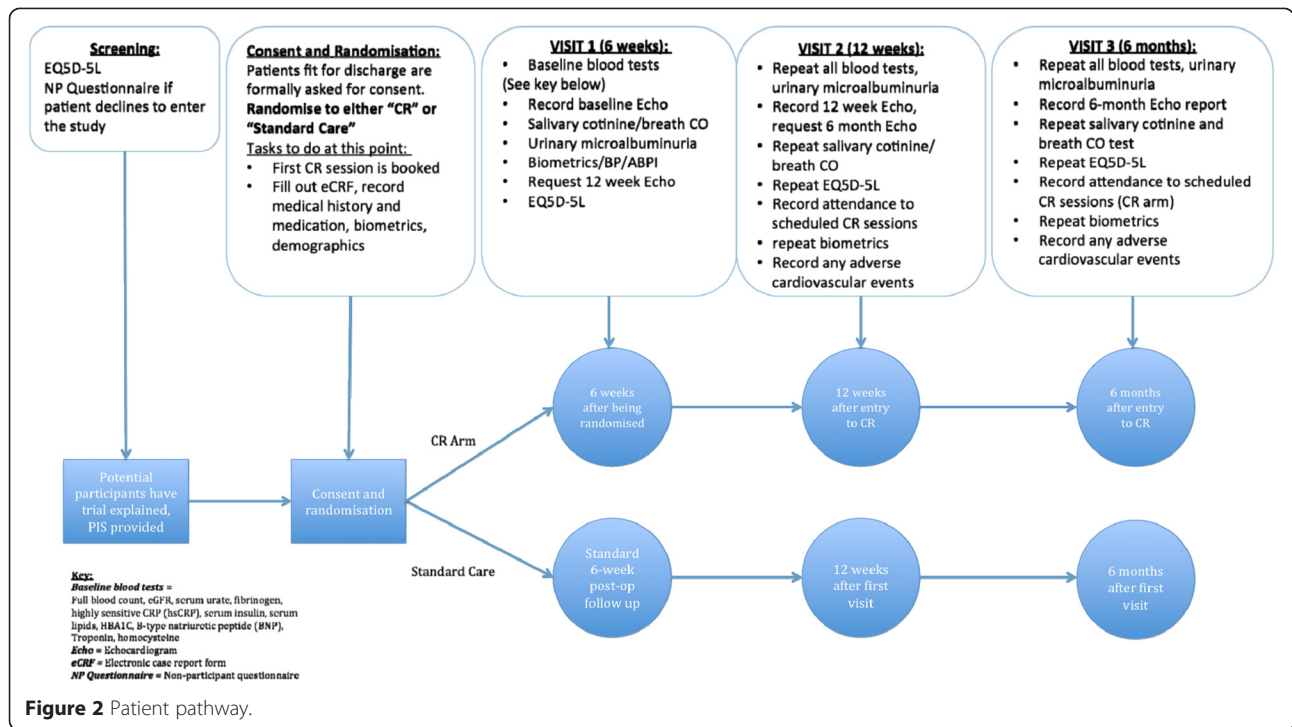 Screening:
EQ5D-5L
NP Questionnaire if
patient declines to enter
the study
Consent and Randomisation:
Patients fit for discharge are
formally asked for consent.
Randomise to either “CR” or
“Standard Care”
Tasks to do at this point:
• First CR session is booked
• Fill out eCRF, record
medical history and
medication, biometrics,
demographics
VISIT 1 (6 weeks):
• Baseline blood tests
(See key below)
• Record baseline Echo
• Salivary cotinine/breath CO
• Urinary microalbuminuria
• Biometrics/BP/ABPI
• Request 12 week Echo
• EQ5D-5L
VISIT 2 (12 weeks):
• Repeat all blood tests,
urinary microalbuminuria
• Record 12 week Echo,
request 6 month Echo
• Repeat salivary cotinine/
breath CO
• Repeat EQ5D-5L
• Record attendance to
scheduled CR sessions
• repeat biometrics
• Record any adverse
cardiovascular events
VISIT 3 (6 months):
• Repeat all blood tests, urinary
microalbuminuria
• Record 6-month Echo report
• Repeat salivary cotinine and
breath CO test
• Repeat EQ5D-5L
• Record attendance to scheduled
CR sessions (CR arm)
• Repeat biometrics
• Record any adverse
cardiovascular events
Potential
participants have
trial explained,
PIS provided
Consent and
randomisation
CR Arm
6 weeks
after being
randomised
12 weeks
after entry
to CR
6 months
after entry
to CR
Standard Care
Standard
6-week
post-op
follow up
12 weeks
after first
visit
6 months
after first
visit
Key:
Baseline blood tests =
Full blood count, eGFR, serum urate, fibrinogen,
highly sensitive CRP (hsCRP), serum insulin, serum
lipids, HBA1C, B-type natriurotic peptide (BNP),
Troponin, homocysteine
Echo = Echocardiogram
eCRF = Electronic case report form
NP Questionnaire = Non-participant questionnaire
Figure 2 Patient pathway.